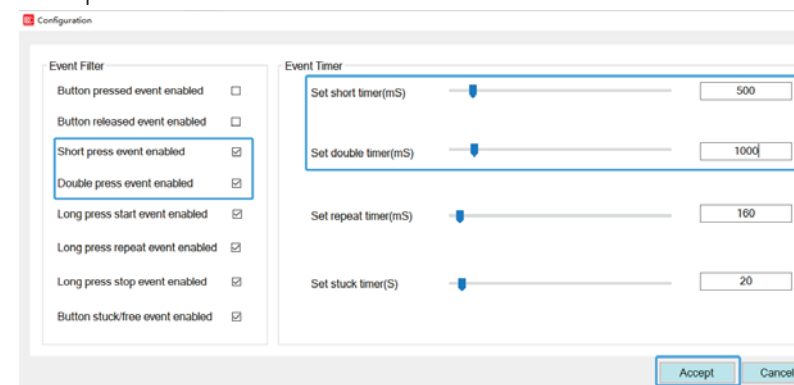 Configuration
Event Filter
Button pressed event enabled
Button released event enabled
Short press event enabled
Double press event enabled
Long press start event enabled
Long press repeat event enabled
Long press stop event enabled
Button stuck/free event enabled
Event Timer
Set short timer(mS) 500
Set double timer(mS) 1000
Set repeat timer(mS) 160
Set stuck timer(S) 20
Accept Cancel